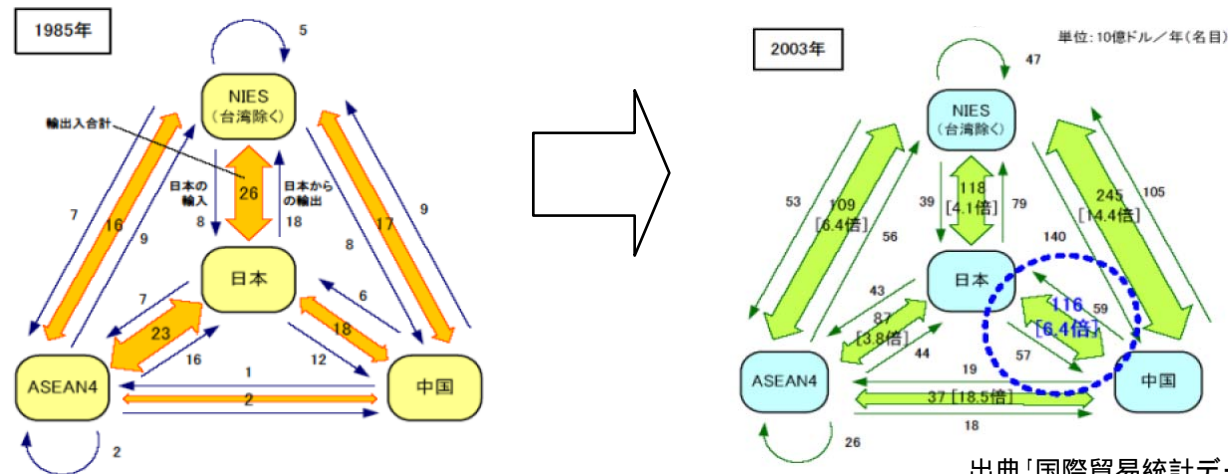 1985年
5
NIES
(台湾除く)
輸出入合計
日本の
輸入
8
26
日本から
の輸出
18
7
16
9
17
9
8
日本
7
23
16
6
18
12
ASEAN4
1
2
中国
2
2003年
単位：10億ドル／年(名目)
47
NIES
(台湾除く)
53
109
[6.4倍]
56
39
118
[4.1倍]
79
245
[14.4倍]
105
140
日本
43
87
[3.8倍]
44
116
[6.4倍]
59
57
ASEAN4
19
37 [18.5倍]
18
中国
26
出典「国際貿易統計デ